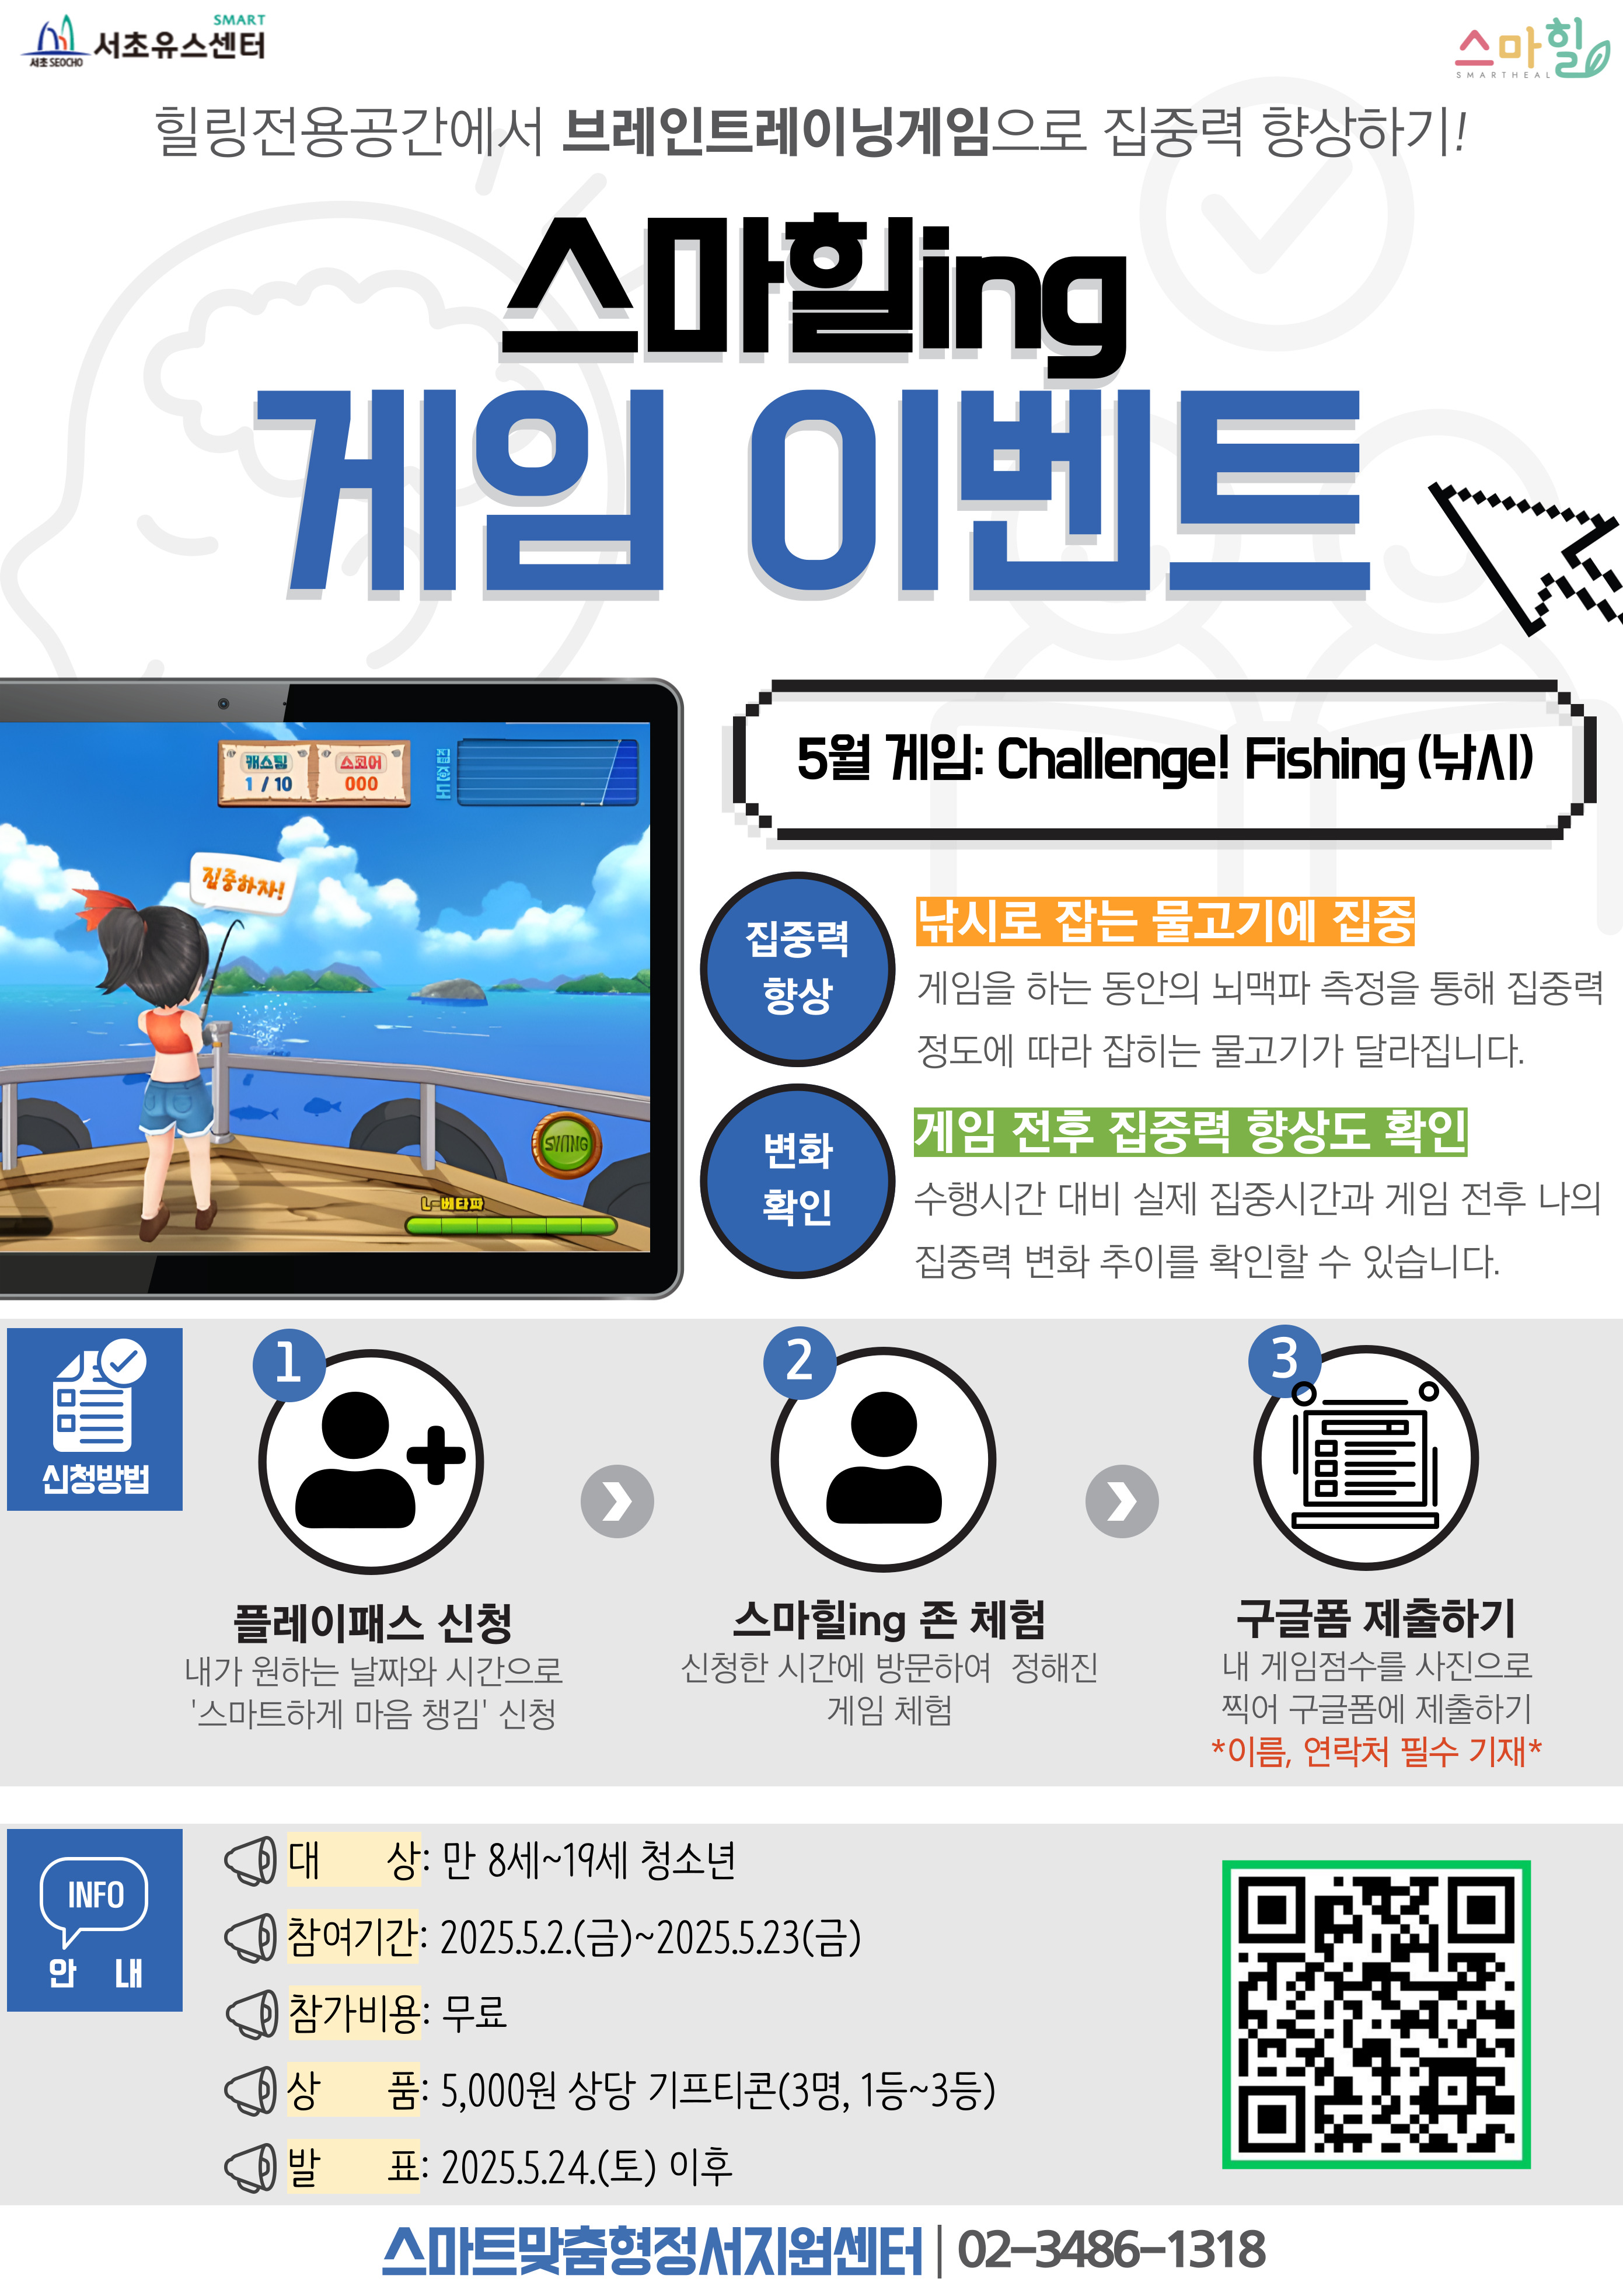 SMART
서초유스센터
서초 SEOCHO
스마힐
SMARTHEAL
힐링전용공간에서 브레인트레이닝게임으로 집중력 향상하기!
스마힐ing
게임 이벤트
5월 게임: Challenge! Fishing (낚시)
캐스팅
1 / 10
스코어
000
집중하자!
SWING
L-베타파
집중력
향상
낚시로 잡는 물고기에 집중
게임을 하는 동안의 뇌맥파 측정을 통해 집중력
정도에 따라 잡히는 물고기가 달라집니다.
변화
확인
게임 전후 집중력 향상도 확인
수행시간 대비 실제 집중시간과 게임 전후 나의
집중력 변화 추이를 확인할 수 있습니다.
신청방법
1
플레이패스 신청
내가 원하는 날짜와 시간으로
'스마트하게 마음 챙김' 신청
2
스마힐ing 존 체험
신청한 시간에 방문하여 정해진
게임 체험
3
구글폼 제출하기
내 게임점수를 사진으로
찍어 구글폼에 제출하기
*이름, 연락처 필수 기재*
INFO
안 내
대 상: 만 8세~19세 청소년
참여기간: 2025.5.2.(금)~2025.5.23(금)
참가비용: 무료
상 품: 5,000원 상당 기프티콘(3명, 1등~3등)
발 표: 2025.5.24.(토) 이후
스마트맞춤형정서지원센터 | 02-3486-1318